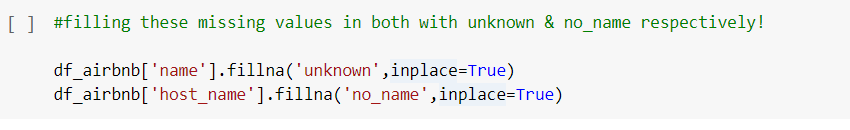 [ ] #filling these missing values in both with unknown & no_name respectively!
df_airbnb['name'].fillna('unknown',inplace=True)
df_airbnb['host_name'].fillna('no_name',inplace=True)